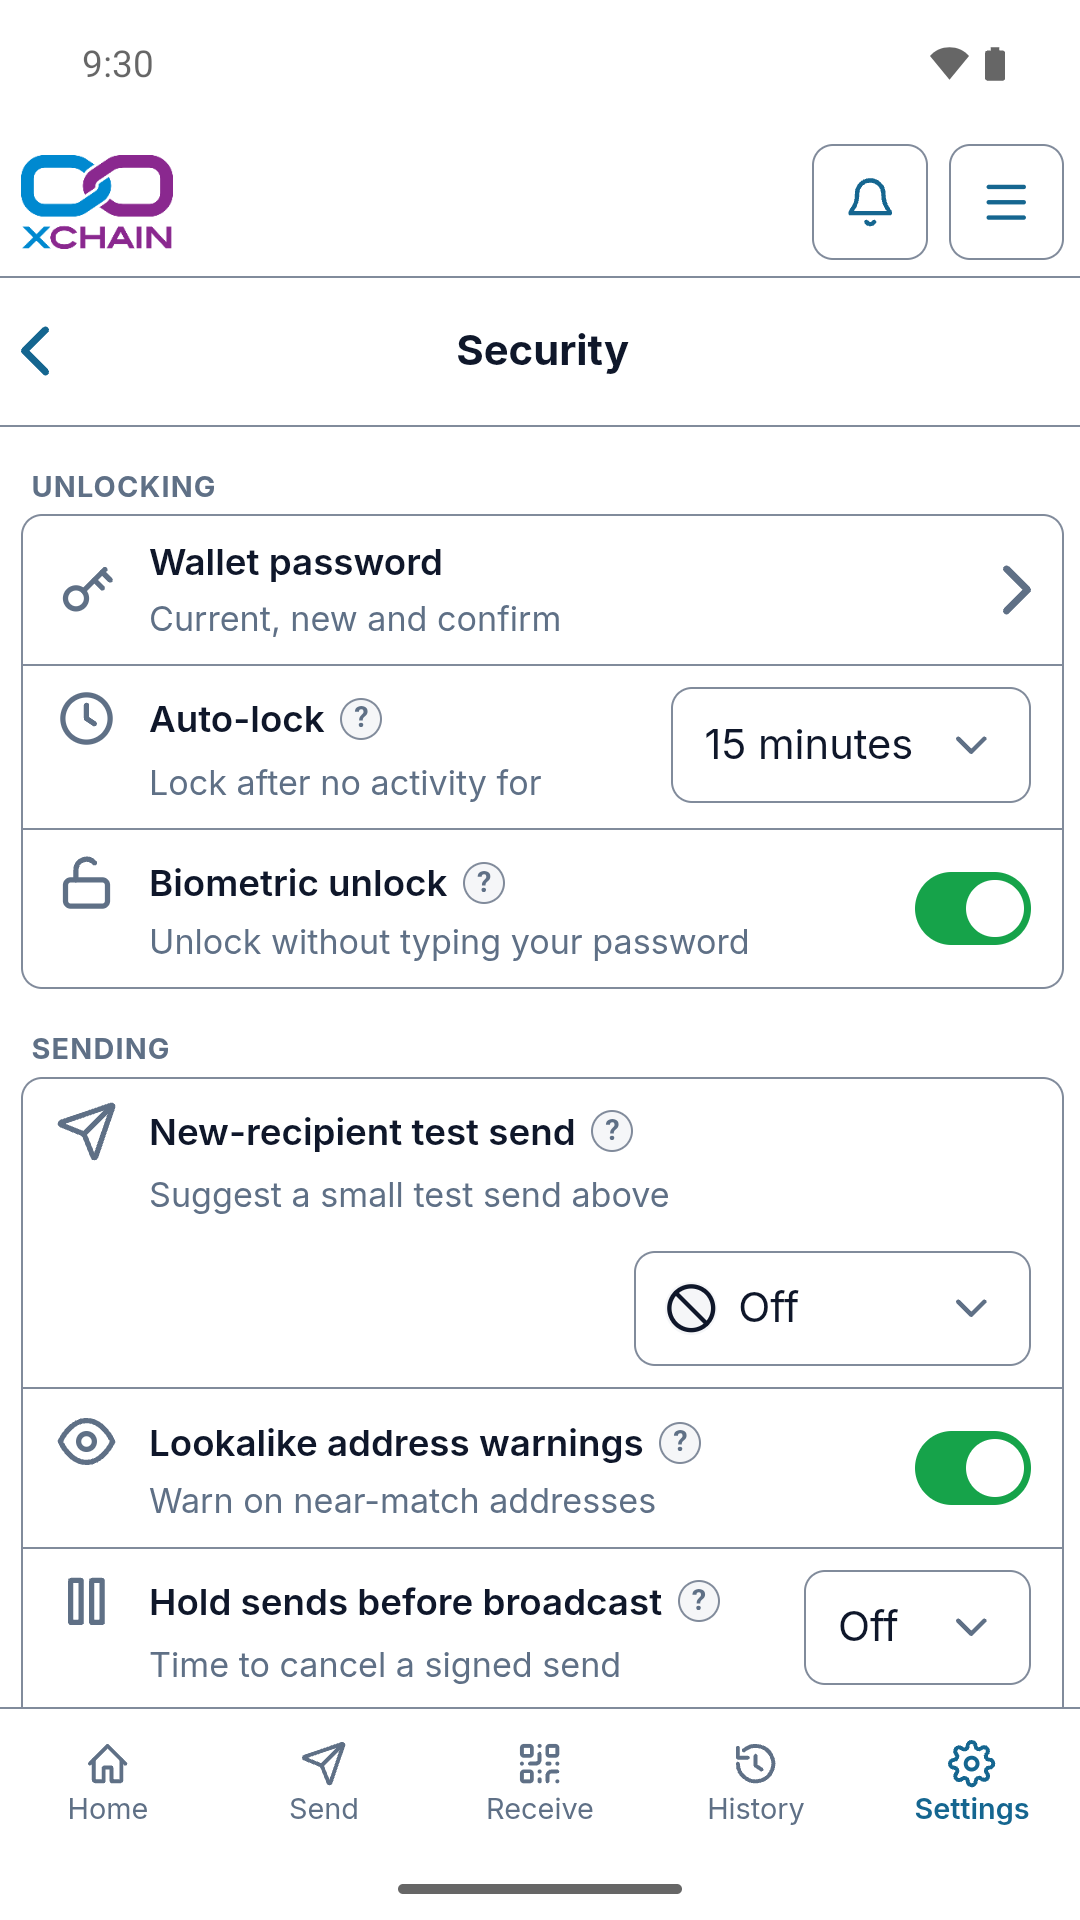 9:30
XCHAIN
Security
UNLOCKING
Wallet password
Current, new and confirm
Auto-lock ?
Lock after no activity for
15 minutes
Biometric unlock ?
Unlock without typing your password
SENDING
New-recipient test send ?
Suggest a small test send above
Off
Lookalike address warnings ?
Warn on near-match addresses
Hold sends before broadcast ?
Time to cancel a signed send
Off
Home
Send
Receive
History
Settings